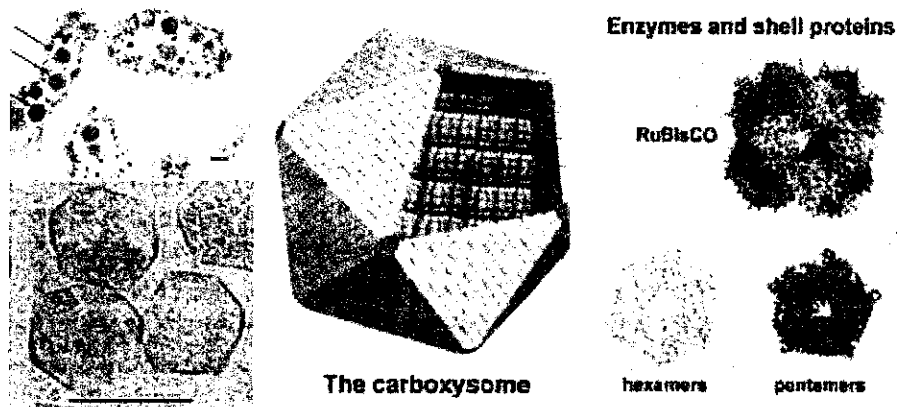 Enzymes and shell proteins
RuBisCO
The carboxysome
hexamers
pentamers